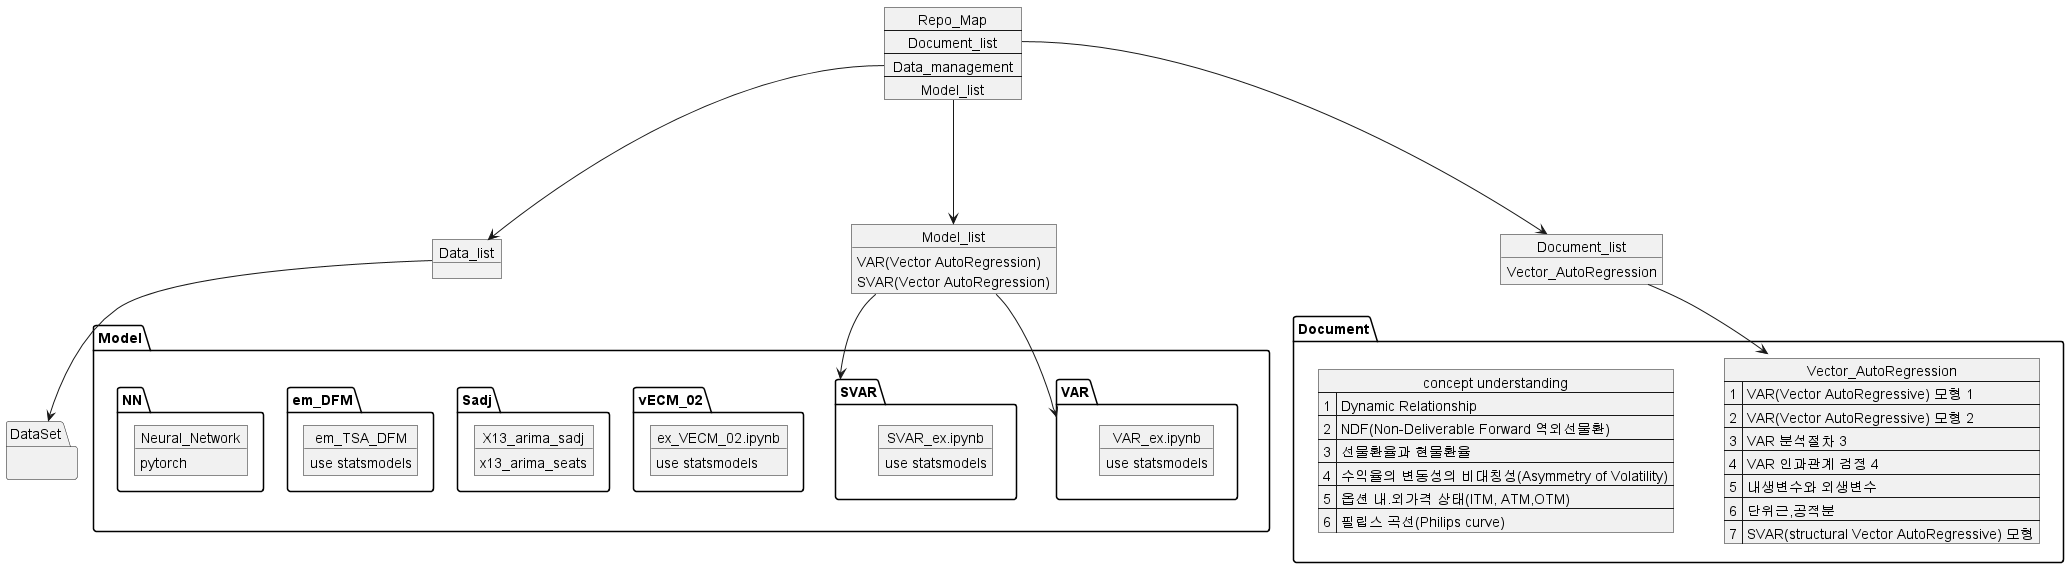 Repo_Map
Document_list
Data_management
Model_list
Data_list
Model_list
VAR(Vector AutoRegression)
SVAR(Vector AutoRegression)
Document_list
Vector_AutoRegression
DataSet
Model
NN
Neural_Network
pytorch
em_DFM
em_TSA_DFM
use statsmodels
Sadj
X13_arima_sadj
x13_arima_seats
vECM_02
ex_VECM_02.ipynb
use statsmodels
SVAR
SVAR_ex.ipynb
use statsmodels
VAR
VAR_ex.ipynb
use statsmodels
Document
concept understanding
1 Dynamic Relationship
2 NDF(Non-Deliverable Forward 역외선물환)
3 선물환율과 현물환율
4 수익율의 변동성의 비대칭성(Asymmetry of Volatility)
5 옵션 내.외가격 상태(ITM, ATM,OTM)
6 필립스 곡선(Philips curve)
Vector_AutoRegression
1 VAR(Vector AutoRegressive) 모형 1
2 VAR(Vector AutoRegressive) 모형 2
3 VAR 분석절차 3
4 VAR 인과관계 검정 4
5 내생변수와 외생변수
6 단위근,공적분
7 SVAR(structural Vector AutoRegressive) 모형